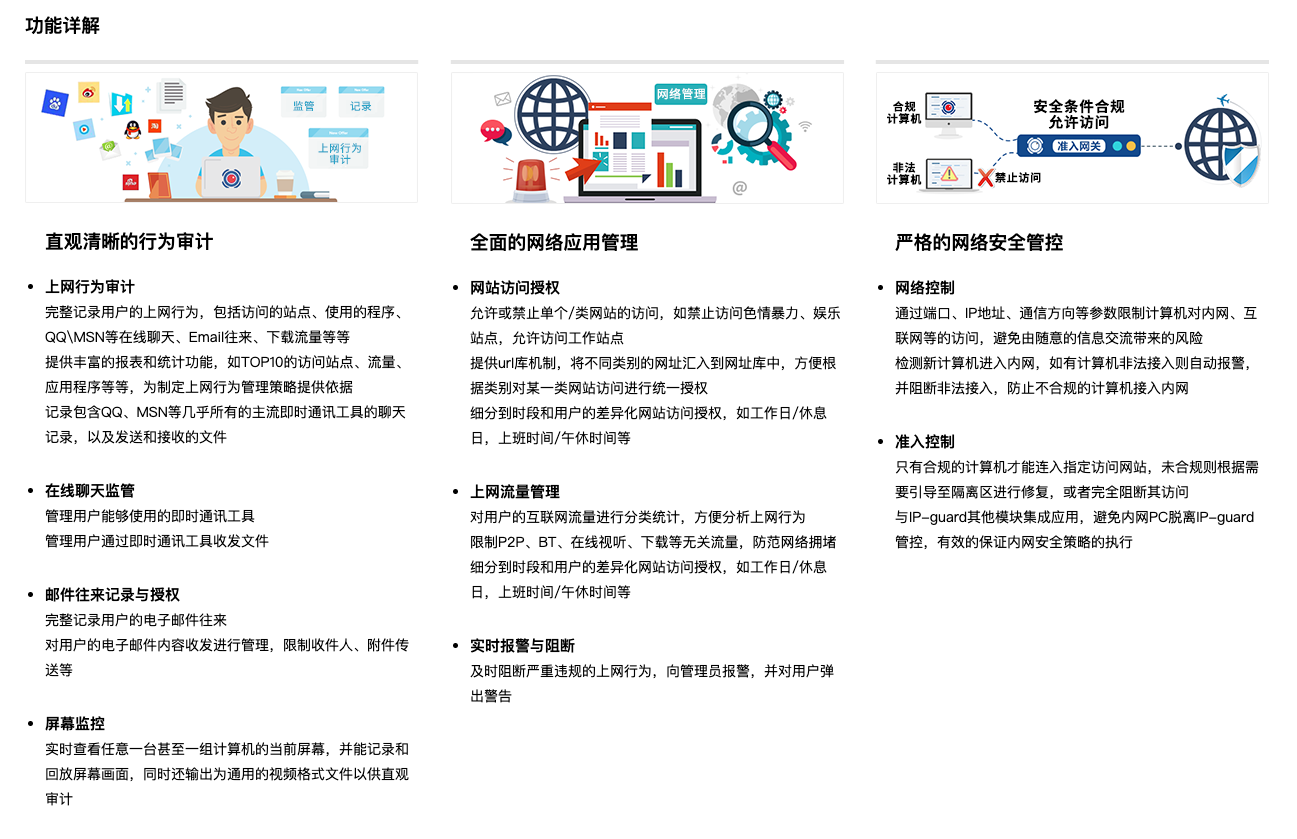 功能详解
监管
记录
上网行为
审计
直观清晰的行为审计
上网行为审计
完整记录用户的上网行为，包括访问的站点、使用的程序、
QQ\MSN等在线聊天、Email往来、下载流量等等
提供丰富的报表和统计功能，如TOP10的访问站点、流量、
应用程序等等，为制定上网行为管理策略提供依据
记录包含QQ、MSN等几乎所有的主流即时通讯工具的聊天
记录，以及发送和接收的文件
在线聊天监管
管理用户能够使用的即时通讯工具
管理用户通过即时通讯工具收发文件
邮件往来记录与授权
完整记录用户的电子邮件往来
对用户的电子邮件内容收发进行管理，限制收件人、附件传
送等
屏幕监控
实时查看任意一台甚至一组计算机的当前屏幕，并能记录和
回放屏幕画面，同时还输出为通用的视频格式文件以供直观
审计
网络管理
@
全面的网络应用管理
网站访问授权
允许或禁止单个/类网站的访问，如禁止访问色情暴力、娱乐
站点，允许访问工作站点
提供url库机制，将不同类别的网址汇入到网址库中，方便根
据类别对某一类网站访问进行统一授权
细分到时段和用户的差异化网站访问授权，如工作日/休息
日，上班时间/午休时间等
上网流量管理
对用户的互联网流量进行分类统计，方便分析上网行为
限制P2P、BT、在线视听、下载等无关流量，防范网络拥堵
细分到时段和用户的差异化网站访问授权，如工作日/休息
日，上班时间/午休时间等
实时报警与阻断
及时阻断严重违规的上网行为，向管理员报警，并对用户弹
出警告
合规
计算机
安全条件合规
允许访问
准入网关
非法
计算机
禁止访问
严格的网络安全管控
网络控制
通过端口、IP地址、通信方向等参数限制计算机对内网、互
联网等的访问，避免由随意的信息交流带来的风险
检测新计算机进入内网，如有计算机非法接入则自动报警，
并阻断非法接入，防止不合规的计算机接入内网
准入控制
只有合规的计算机才能连入指定访问网站，未合规则根据需
要引导至隔离区进行修复，或者完全阻断其访问
与IP-guard其他模块集成应用，避免内网PC脱离IP-guard
管控，有效的保证内网安全策略的执行